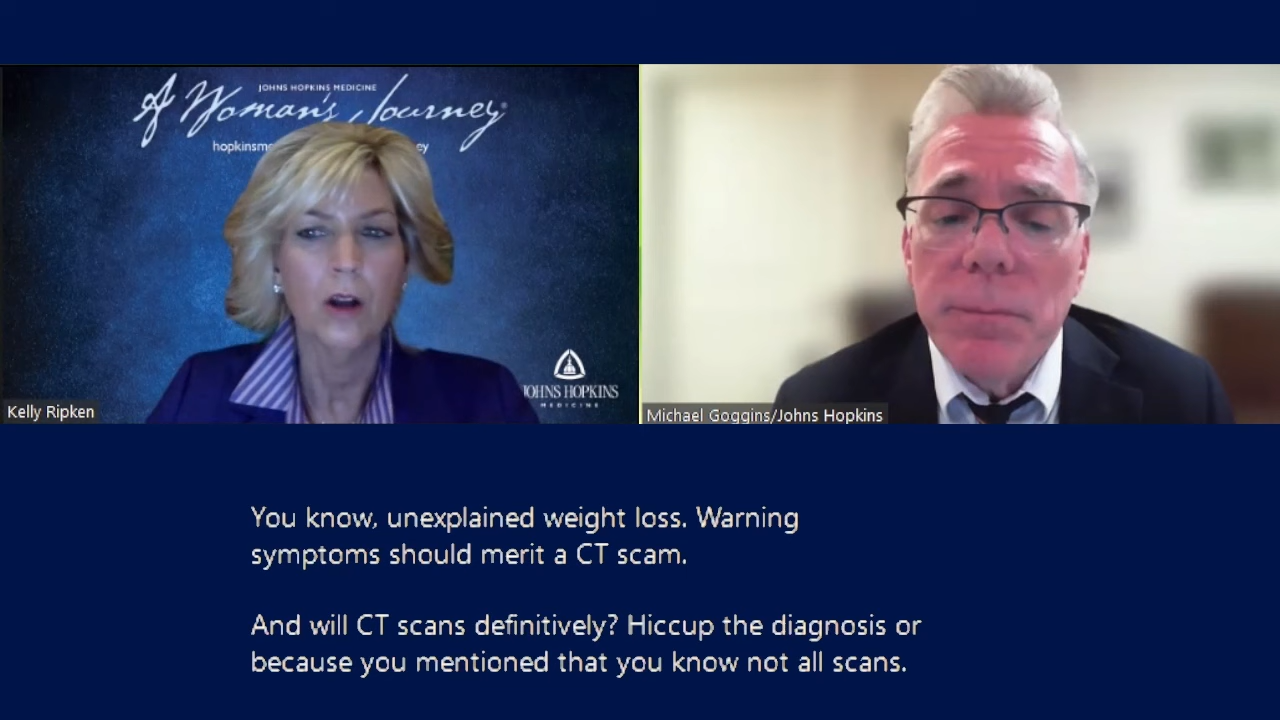 JOHNS HOPKINS MEDICINE
A Woman's Journey®
hopkinsme ey
JOHNS HOPKINS
MEDICINE
Kelly Ripken
Michael Goggins/Johns Hopkins
You know, unexplained weight loss. Warning
symptoms should merit a CT scam.
And will CT scans definitively? Hiccup the diagnosis or
because you mentioned that you know not all scans.